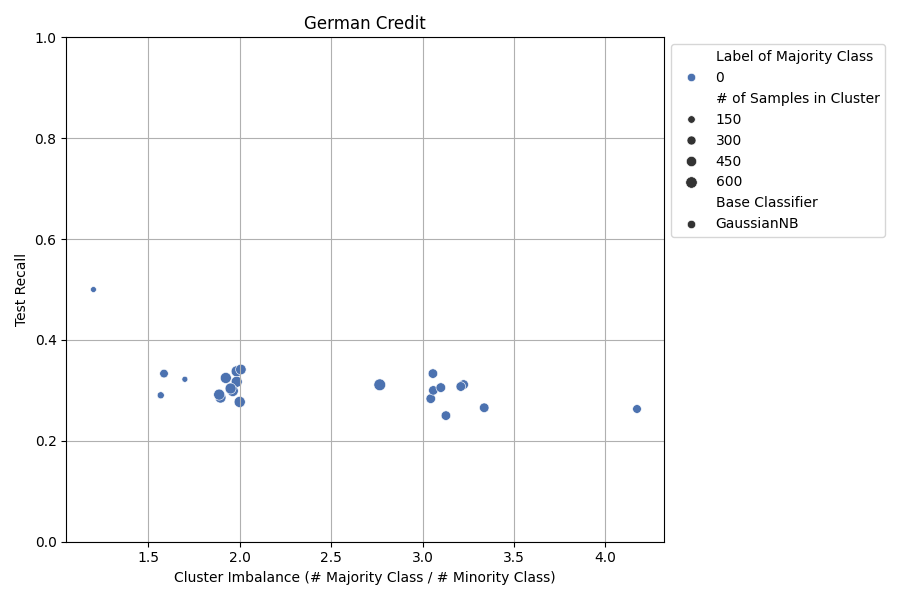 German Credit
1.0
0.8
0.6
0.4
0.2
0.0
Test Recall
1.5
2.0
2.5
3.0
3.5
4.0
Cluster Imbalance (# Majority Class / # Minority Class)
Label of Majority Class
0
# of Samples in Cluster
150
300
450
600
Base Classifier
GaussianNB